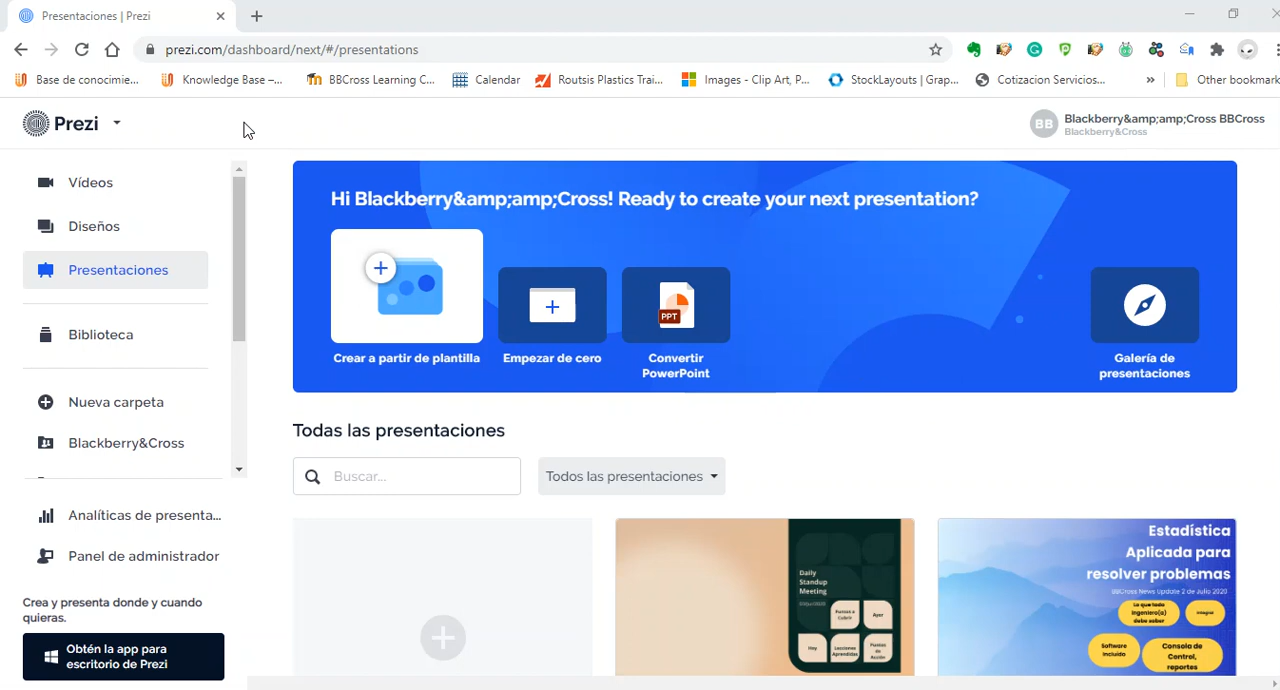 Presentaciones | Prezi
prezi.com/dashboard/next/#/presentations
Base de conocimie...
Knowledge Base –...
BBCross Learning C...
Calendar
Routsis Plastics Trai...
Images - Clip Art, P...
StockLayouts | Grap...
Cotizacion Servicios...
»
Other bookmark
Prezi
BB
Blackberry&amp;amp;Cross BBCross
Blackberry&Cross
Vídeos
Diseños
Presentaciones
Biblioteca
Nueva carpeta
Blackberry&Cross
Analíticas de presenta...
Panel de administrador
Crea y presenta donde y cuando
quieras.
Obtén la app para
escritorio de Prezi
Hi Blackberry&amp;amp;Cross! Ready to create your next presentation?
Crear a partir de plantilla
Empezar de cero
PPT
Convertir
PowerPoint
Galería de
presentaciones
Todas las presentaciones
Buscar...
Todos las presentaciones
Daily
Standup
Meeting
Puntos a
Cubrir
Ayer
Hoy
Lecciones
Aprendidas
Puntos
de
Acción
Estadística
Aplicada para
resolver problemas
BBCross News Update 2 de Julio 2020
Lo que todo
ingeniero(a)
debe saber
Integral
Software
incluido
Consola de
Control,
reportes